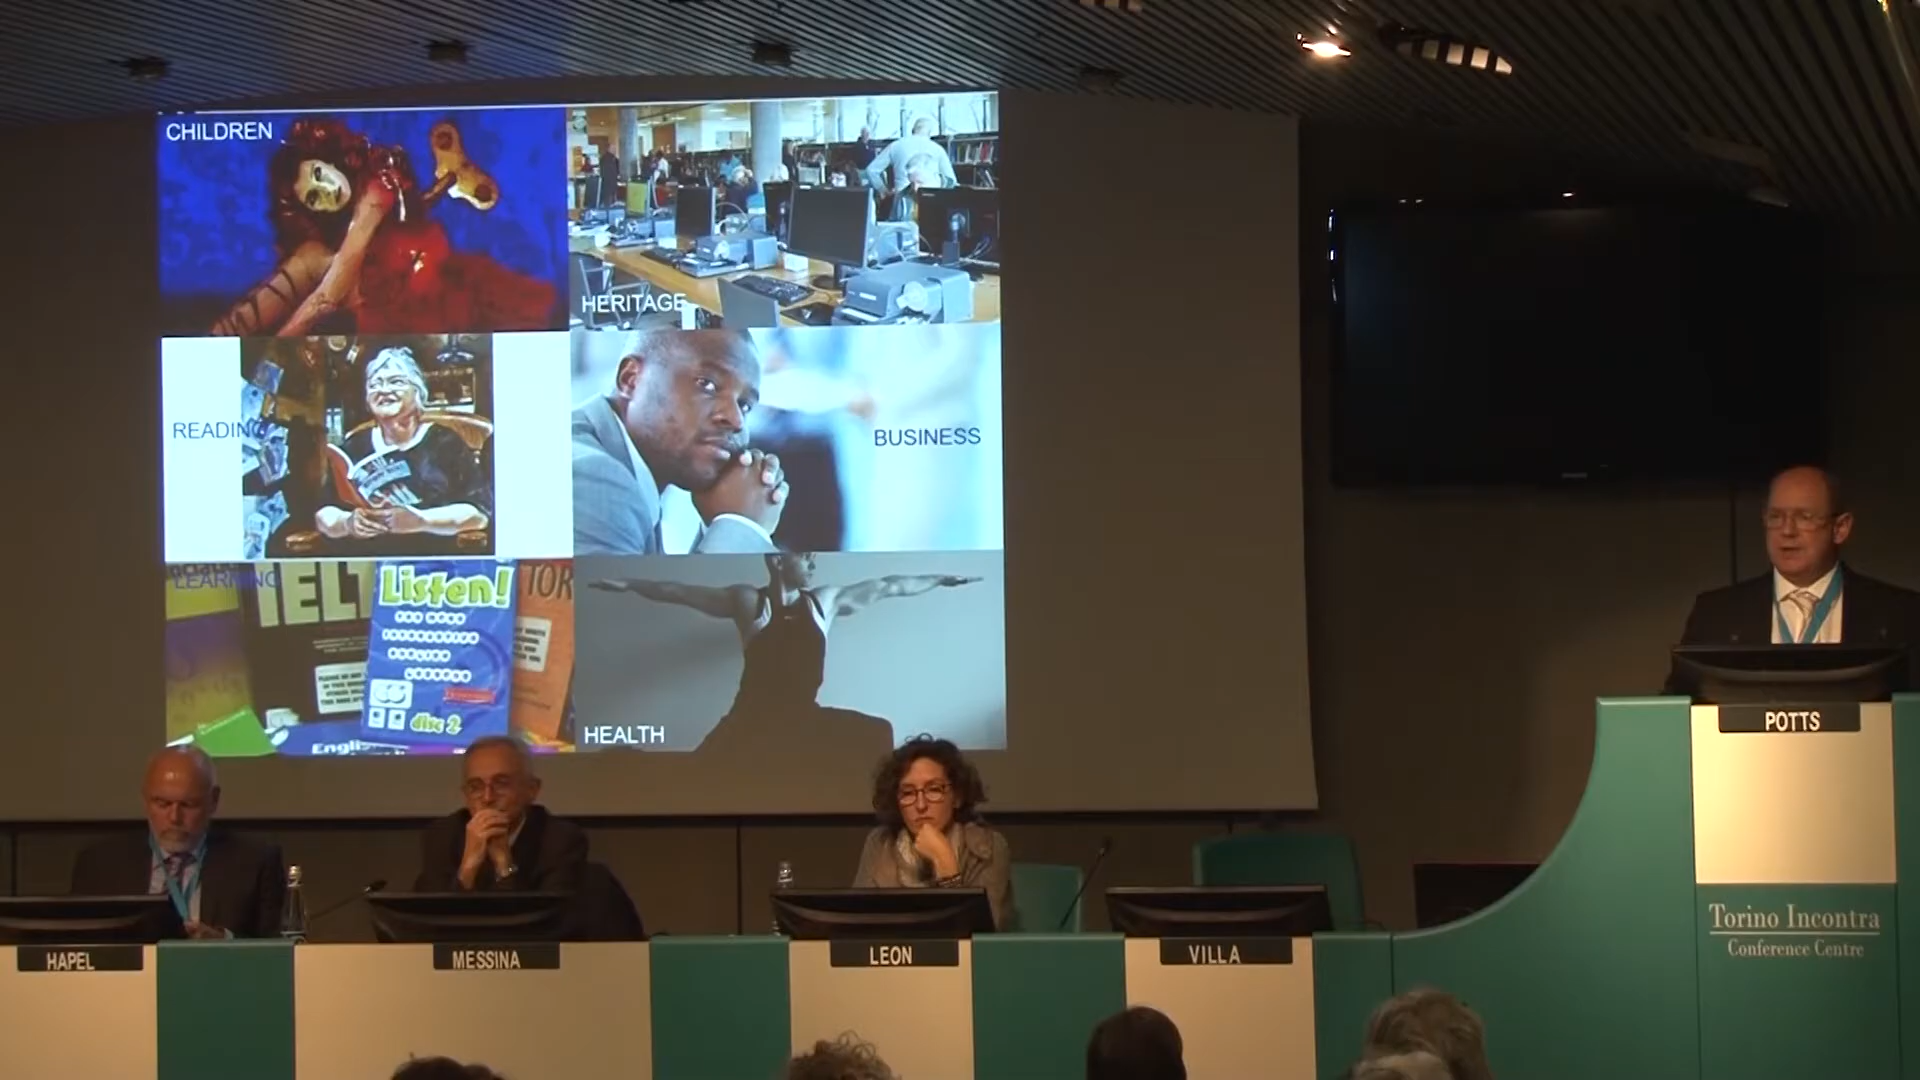 CHILDREN
HERITAGE
READING
BUSINESS
LEARNING
IELT
Listen!
TOR
disc 2
HEALTH
POTTS
HAPEL
MESSINA
LEON
VILLA
Torino Incontra
Conference Centre